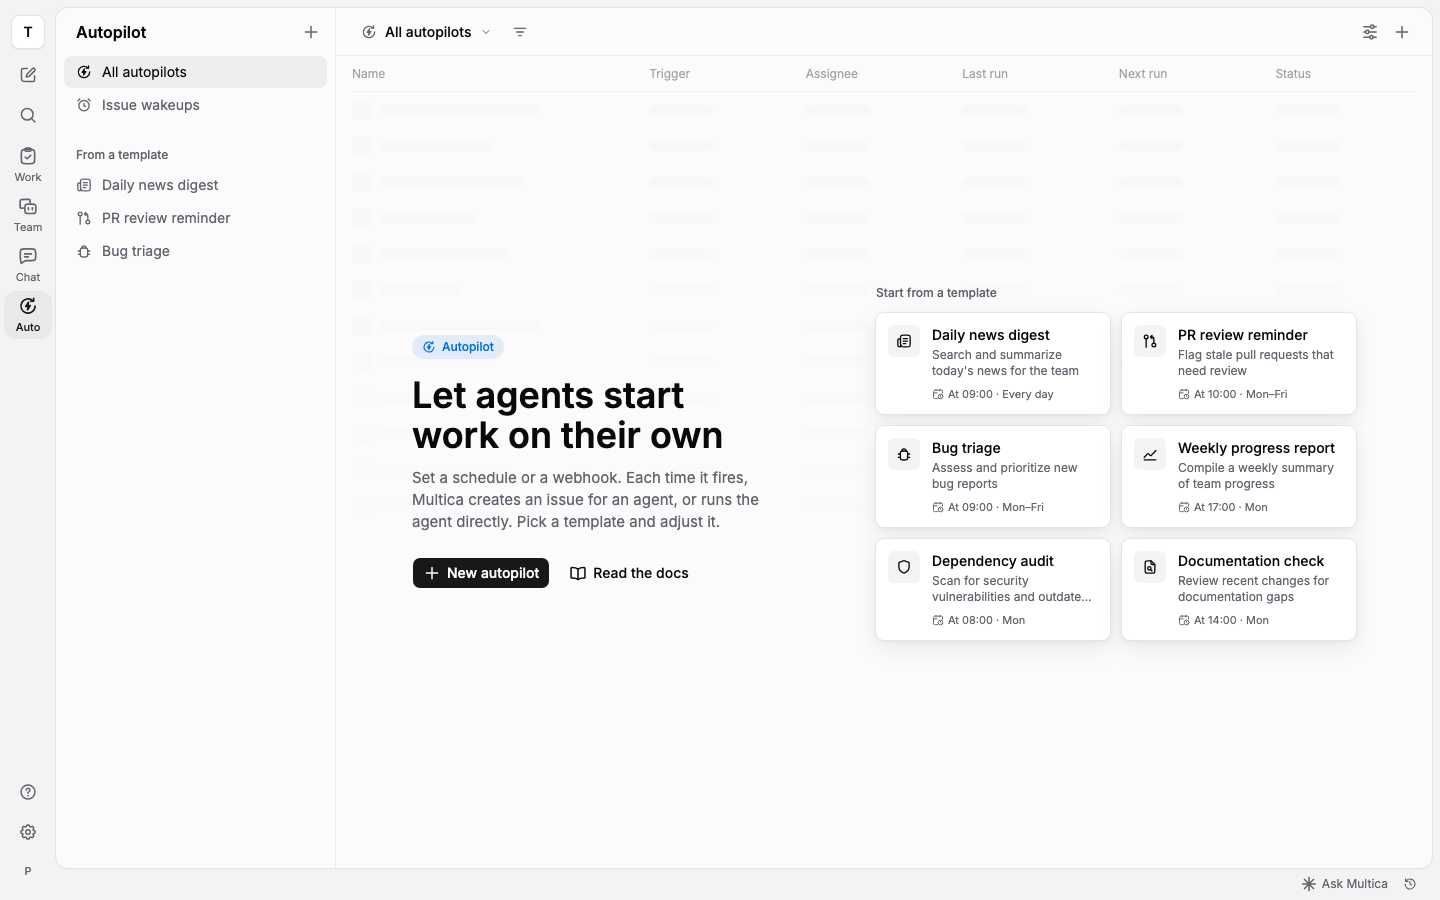 T
Work
Team
Chat
Auto
P
Autopilot
All autopilots
Issue wakeups
From a template
Daily news digest
PR review reminder
Bug triage
All autopilots
Name Trigger Assignee Last run Next run Status
Autopilot
Let agents start
work on their own
Set a schedule or a webhook. Each time it fires,
Multica creates an issue for an agent, or runs the
agent directly. Pick a template and adjust it.
New autopilot
Read the docs
Start from a template
Daily news digest
Search and summarize
today's news for the team
At 09:00 · Every day
PR review reminder
Flag stale pull requests that
need review
At 10:00 · Mon–Fri
Bug triage
Assess and prioritize new
bug reports
At 09:00 · Mon–Fri
Weekly progress report
Compile a weekly summary
of team progress
At 17:00 · Mon
Dependency audit
Scan for security
vulnerabilities and outdate...
At 08:00 · Mon
Documentation check
Review recent changes for
documentation gaps
At 14:00 · Mon
Ask Multica